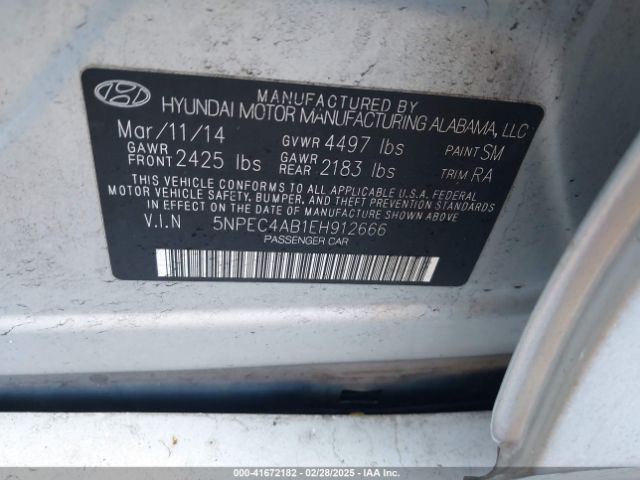 MANUFACTURED BY
HYUNDAI MOTOR MANUFACTURING ALABAMA, LLC
Mar/11/14 GVWR 4497 lbs PAINT SM
GAWR FRONT 2425 lbs GAWR REAR 2183 lbs TRIM RA
THIS VEHICLE CONFORMS TO ALL APPLICABLE U.S.A. FEDERAL
MOTOR VEHICLE SAFETY, BUMPER, AND THEFT PREVENTION
STANDARDS IN EFFECT ON THE DATE OF MANUFACTURE SHOWN ABOVE.
V.I.N 5NPEC4AB1EH912666
PASSENGER CAR
000-41672182 - 02/28/2025 - IAA Inc.